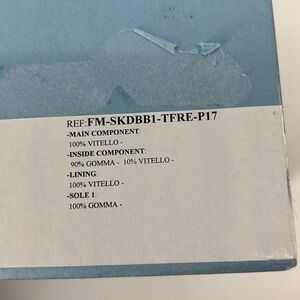 REF:FM-SKDBB1-TFRE-P17
-MAIN COMPONENT:
100% VITELLO -
-INSIDE COMPONENT:
90% GOMMA - 10% VITELLO -
-LINING:
100% VITELLO -
-SOLE 1:
100% GOMMA -